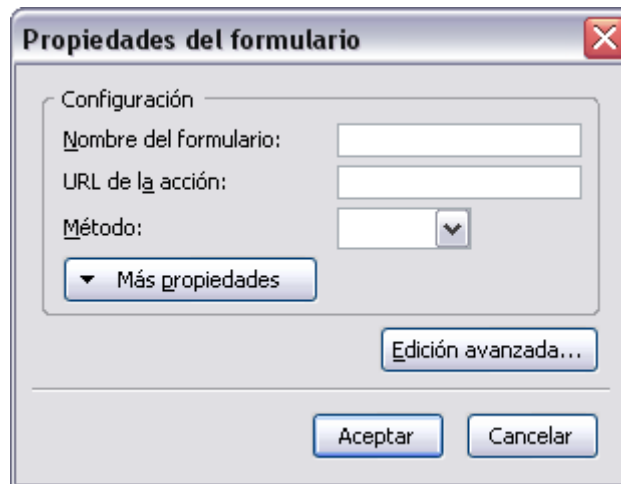 Propiedades del formulario
Configuración
Nombre del formulario:
URL de la acción:
Método:
Más propiedades
Edición avanzada...
Aceptar Cancelar